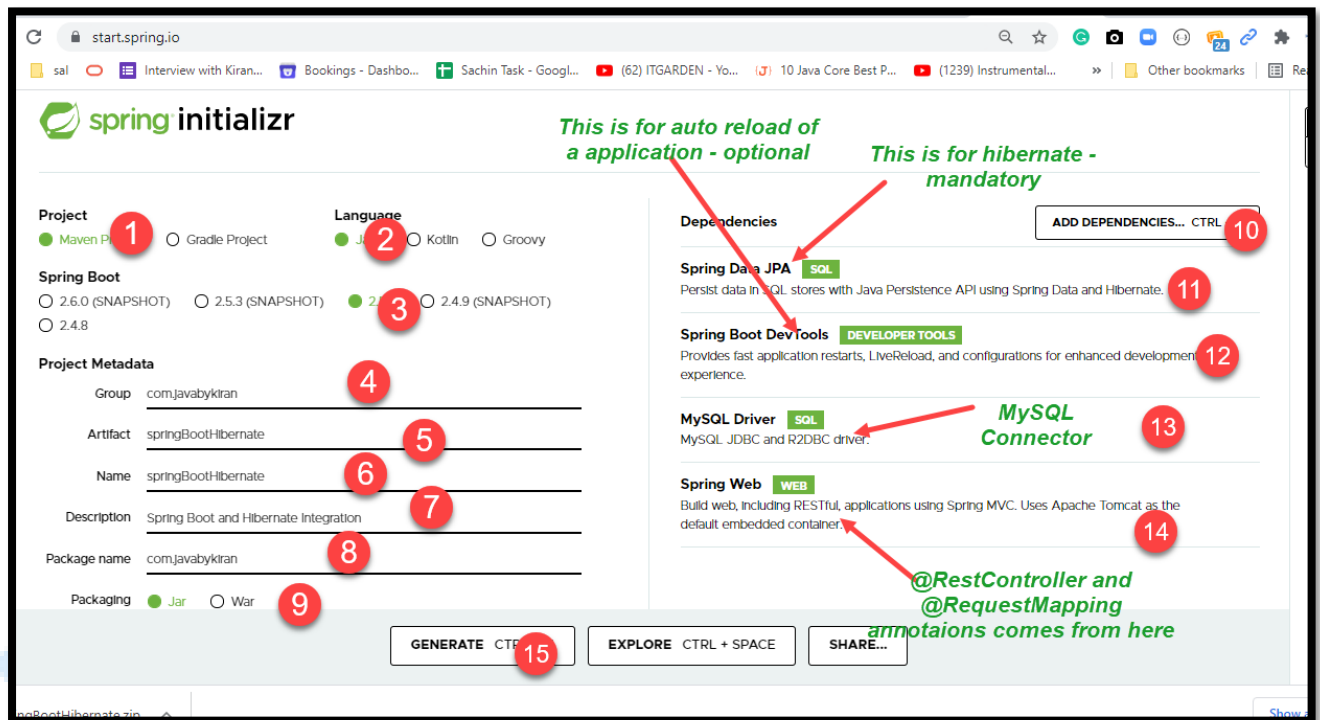 start.spring.io
24
sal
Interview with Kiran...
Bookings - Dashbo...
Sachin Task - Googl...
(62) ITGARDEN - Yo...
10 Java Core Best P...
(1239) Instrumental...
»
Other bookmarks
spring initializr
This is for auto reload of
a application - optional
This is for hibernate -
mandatory
Project
Language
Maven
1
Gradle Project
2
Kotlin
Groovy
Spring Boot
2.6.0 (SNAPSHOT)
2.5.3 (SNAPSHOT)
3
2.4.9 (SNAPSHOT)
2.4.8
Project Metadata
4
Group com.javabykiran
Artifact springBootHibernate
5
Name springBootHibernate
6
7
Description Spring Boot and Hibernate Integration
8
Package name com.javabykiran
Packaging Jar War
9
Dependencies
ADD DEPENDENCIES... CTRL
10
Spring Data JPA SQL
Persist data in SQL stores with Java Persistence API using Spring Data and Hibernate.
11
Spring Boot DevTools DEVELOPER TOOLS
Provides fast application restarts, LiveReload, and configurations for enhanced development
12
experience.
MySQL Driver SQL
MySQL JDBC and R2DBC driver.
MySQL
Connector
13
Spring Web WEB
Build web, including RESTful, applications using Spring MVC. Uses Apache Tomcat as the
default embedded container.
14
@RestController and
@RequestMapping
annotaions comes from here
GENERATE
15
EXPLORE CTRL + SPACE
SHARE...
ngBootHibernate.zip
Show